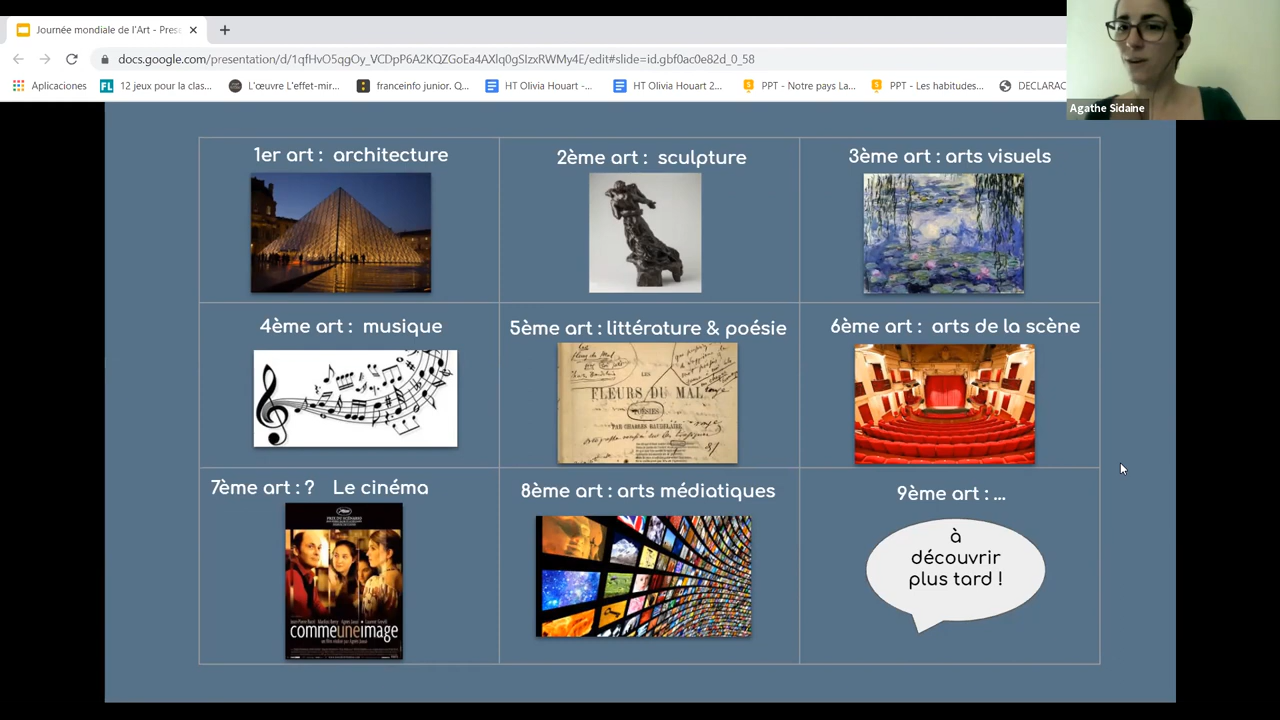 Journée mondiale de l'Art - Pres
docs.google.com/presentation/d/1qfHvO5qgOy_VCDpP6A2KQZGoEa4AXlq0gSIzxRWMy4E/edit#slide=id.gbf0ac0e82d_0_58
Aplicaciones
12 jeux pour la clas...
L'œuvre L'effet-mir...
franceinfo junior. Q...
HT Olivia Houart -...
HT Olivia Houart 2...
PPT - Notre pays La...
PPT - Les habitudes...
DECLARAC
Agathe Sidaine
1er art : architecture
2ème art : sculpture
3ème art : arts visuels
4ème art : musique
5ème art : littérature & poésie
LES
FLEURS DU MAL
POÉSIES
PAR CHARLES BAUDELAIRE
6ème art : arts de la scène
7ème art : ? Le cinéma
commeuneimage
8ème art : arts médiatiques
9ème art : ...
à
découvrir
plus tard !